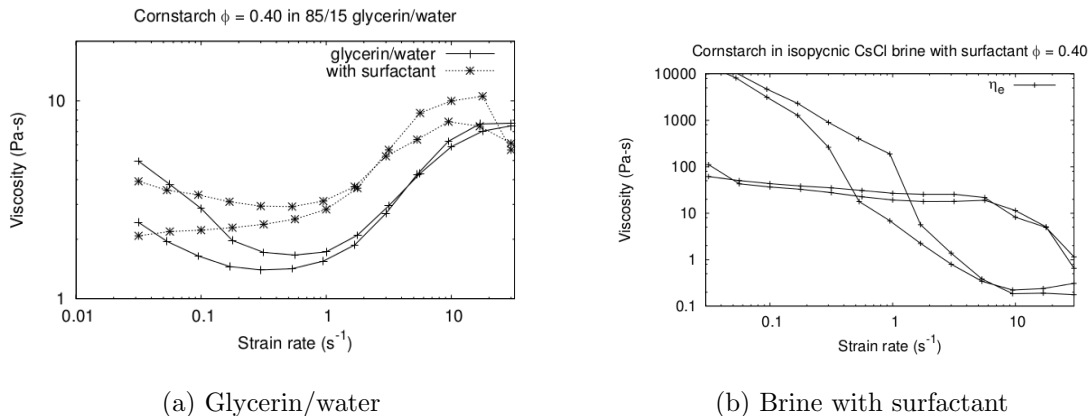 Cornstarch ϕ = 0.40 in 85/15 glycerin/water
glycerin/water
with surfactant
10
1
Viscosity (Pa-s)
0.01
0.1
1
10
Strain rate (s⁻¹)
(a) Glycerin/water
Cornstarch in isopycnic CsCl brine with surfactant ϕ = 0.40
ηₑ
10000
1000
100
10
1
0.1
Viscosity (Pa-s)
0.1
1
10
Strain rate (s⁻¹)
(b) Brine with surfactant